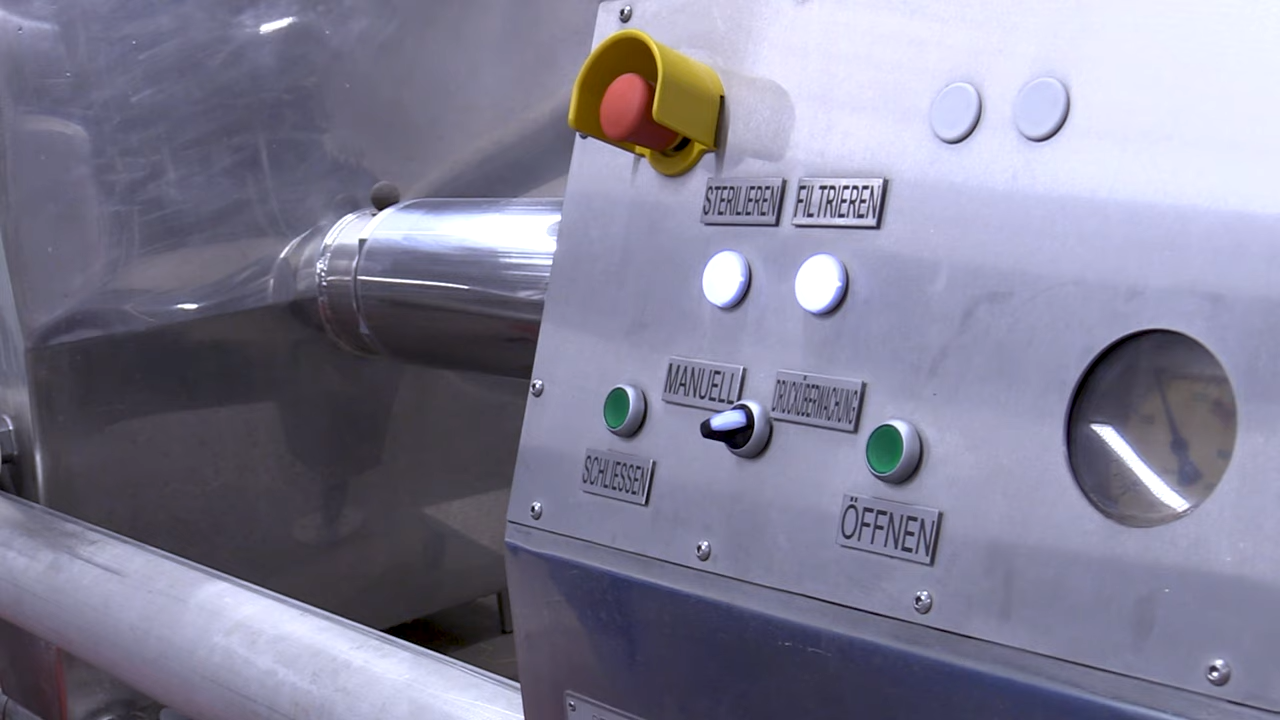 STERILIEREN
FILTRIEREN
MANUELL
DRUCKÜBERWACHUNG
SCHLIESSEN
ÖFFNEN